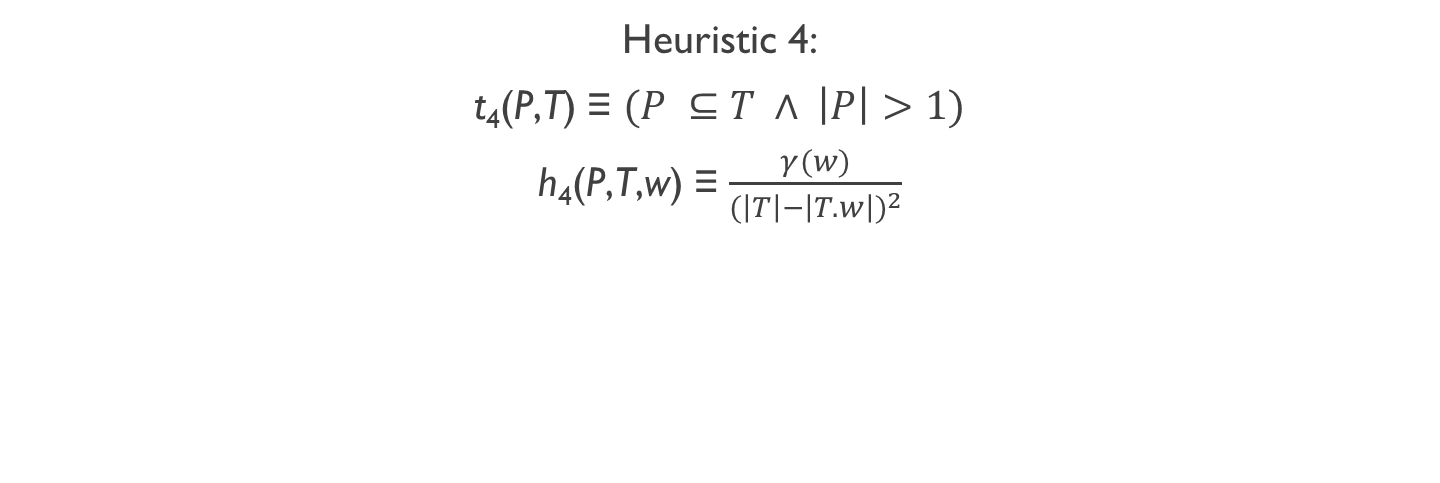 Heuristic 4:
t₄(P,T) ≡ (P ⊆ T ∧ |P| > 1)
h₄(P,T,w) ≡ γ(w) / (|T|−|T.w|)²